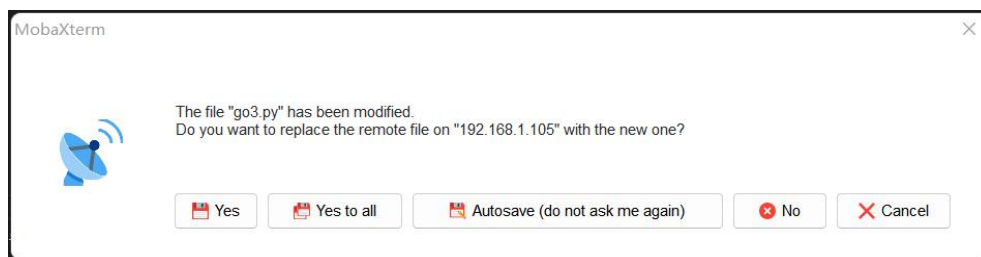 MobaXterm
The file "go3.py" has been modified.
Do you want to replace the remote file on "192.168.1.105" with the new one?
Yes
Yes to all
Autosave (do not ask me again)
No
Cancel